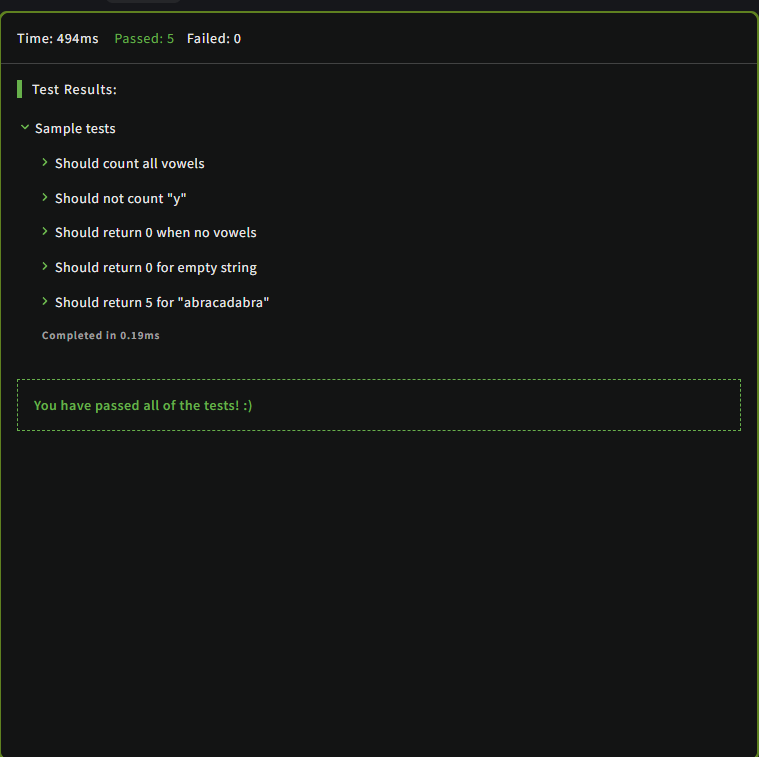 Time: 494ms Passed: 5 Failed: 0
Test Results:
Sample tests
Should count all vowels
Should not count "y"
Should return 0 when no vowels
Should return 0 for empty string
Should return 5 for "abracadabra"
Completed in 0.19ms
You have passed all of the tests! :)